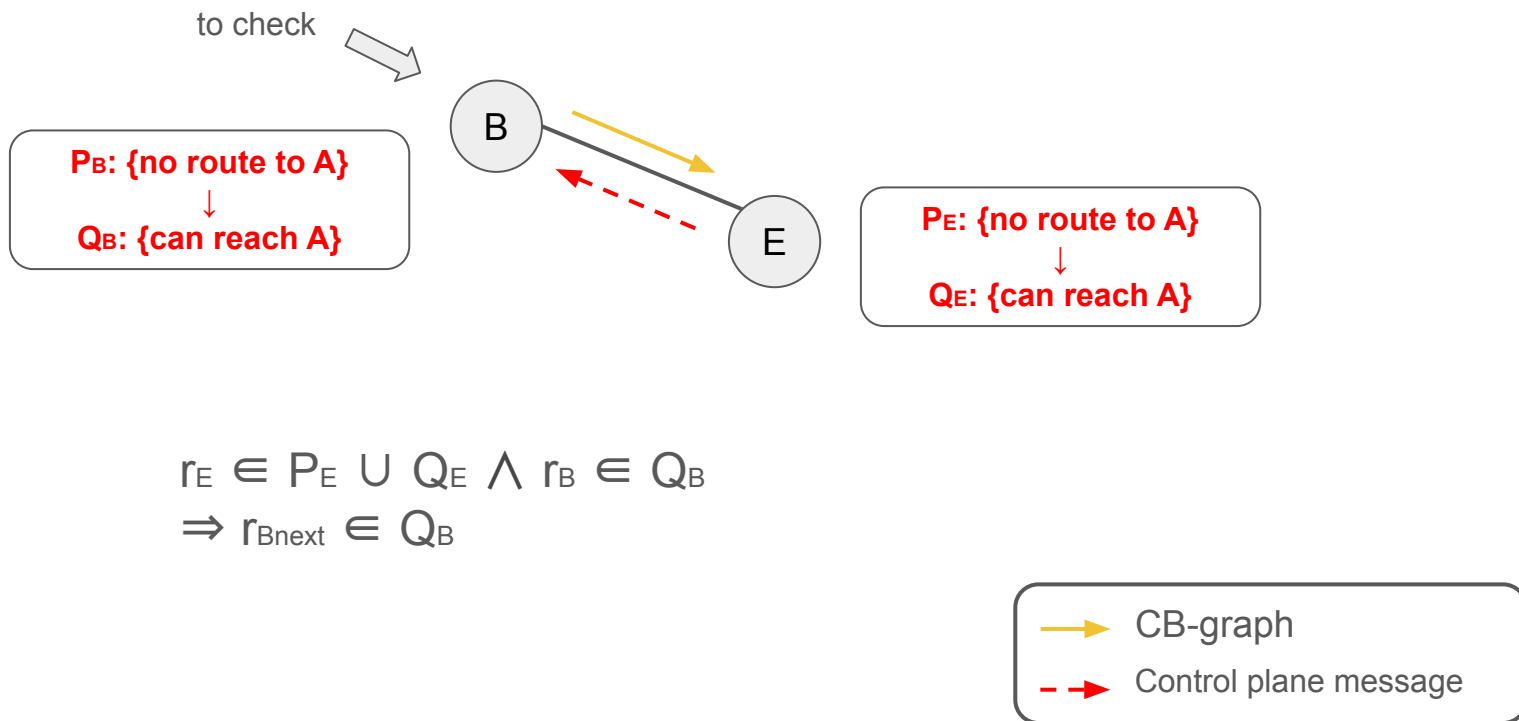 to check
B
PB: {no route to A}
↓
QB: {can reach A}
E
PE: {no route to A}
↓
QE: {can reach A}
rE ∈ PE ∪ QE ∧ rB ∈ QB
⇒ rBnext ∈ QB
CB-graph
Control plane message